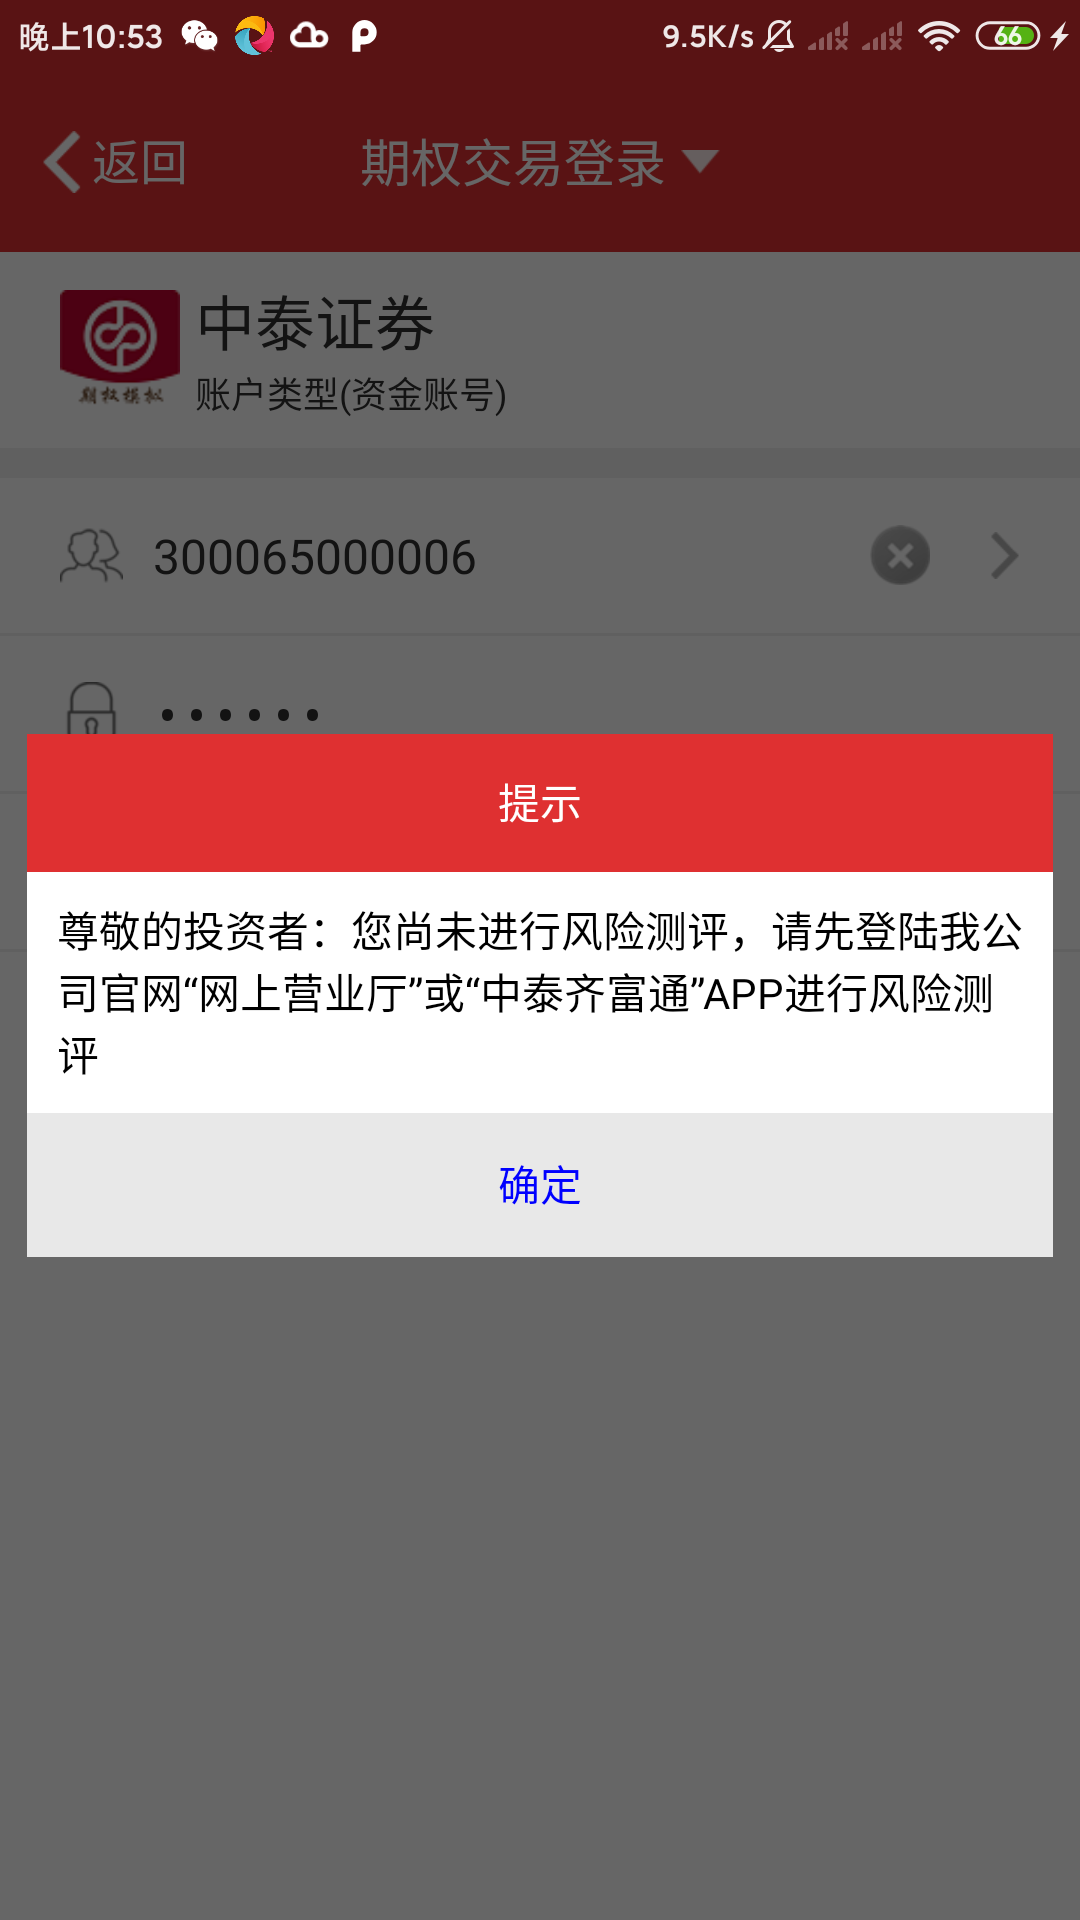 晚上10:53
9.5K/s
66
返回
期权交易登录
中泰证券
期权模拟
账户类型(资金账号)
300065000006
提示
尊敬的投资者：您尚未进行风险测评，请先登陆我公
司官网“网上营业厅”或“中泰齐富通”APP进行风险测
评
确定